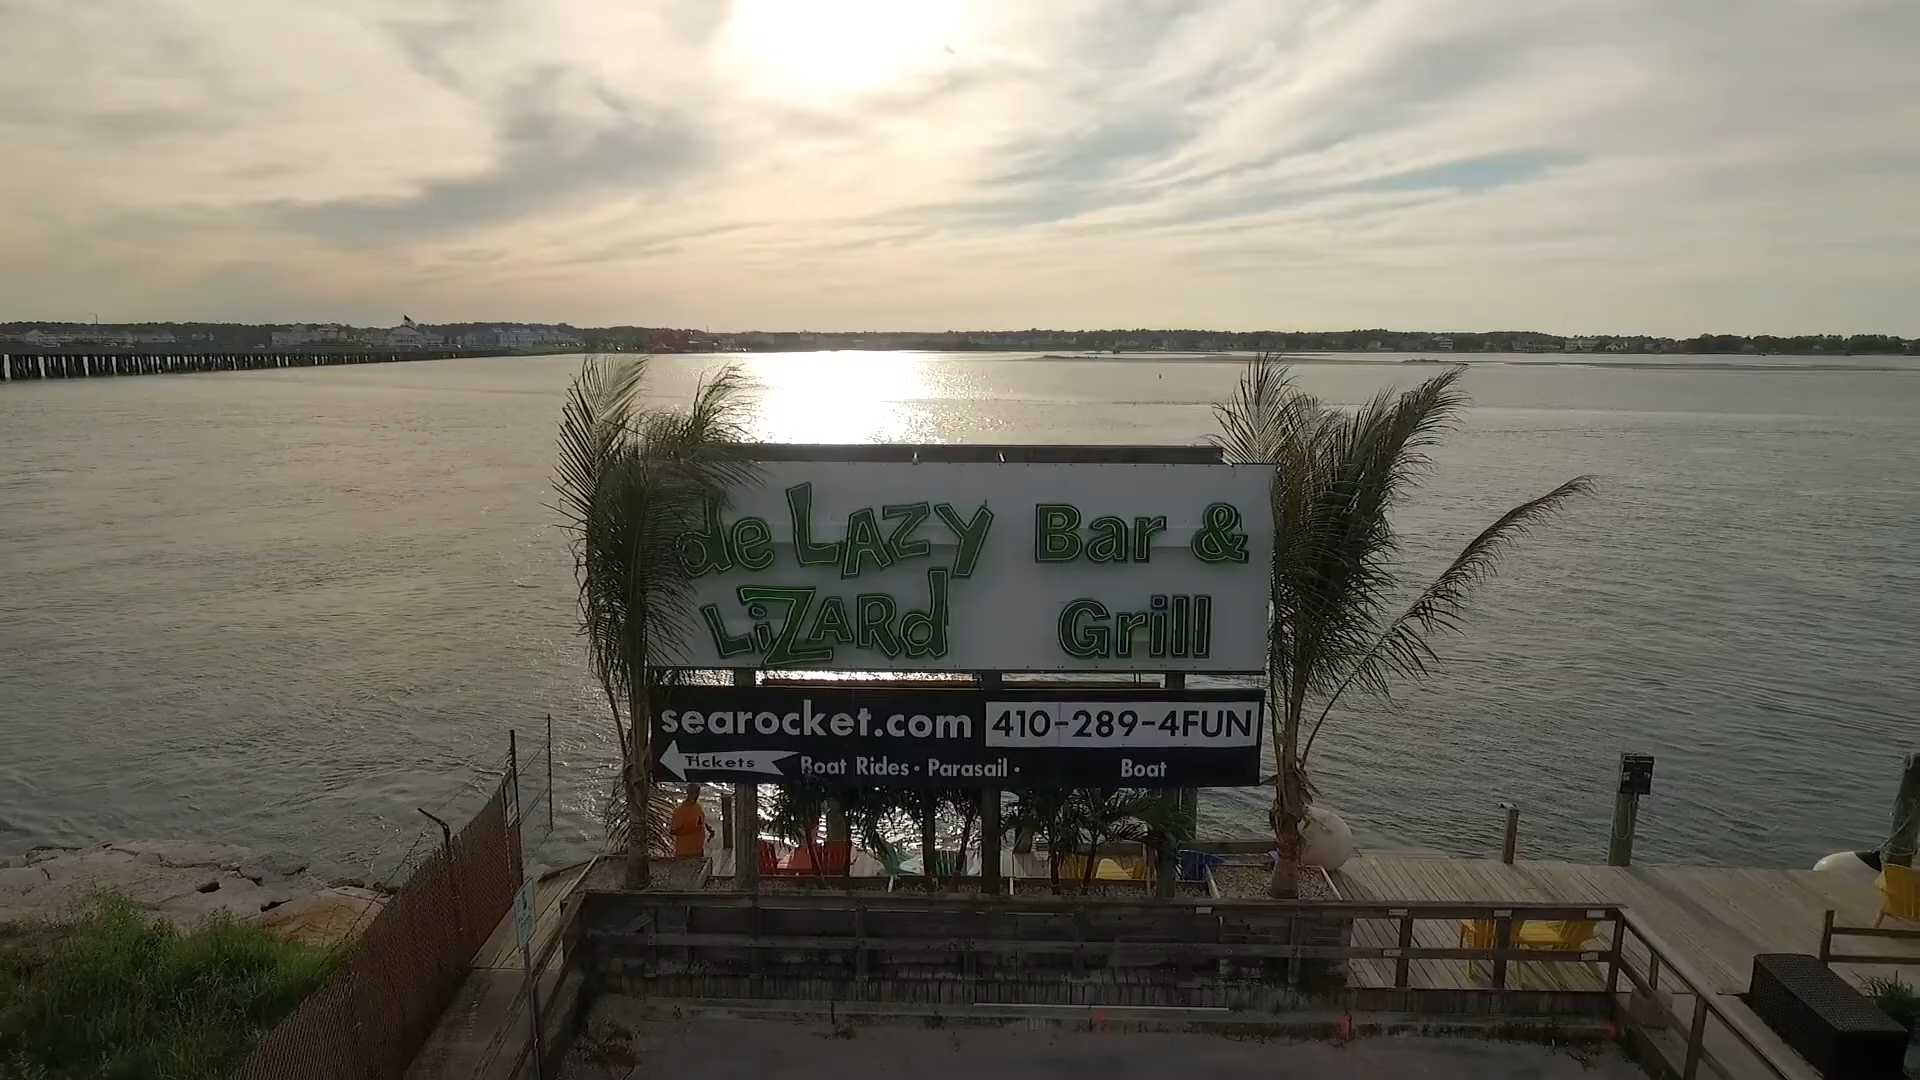 de LAZY Bar &
LiZARd Grill
searocket.com 410-289-4FUN
Tickets Boat Rides • Parasail • Boat